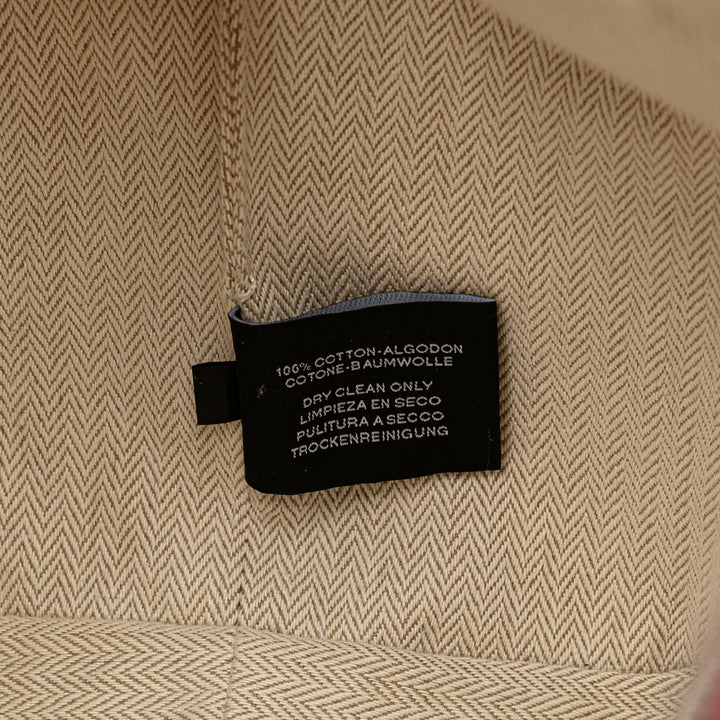 100% COTTON-ALGODON
COTONE-BAUMWOLLE
DRY CLEAN ONLY
LIMPIEZA EN SECO
PULITURA A SECCO
TROCKENREINIGUNG